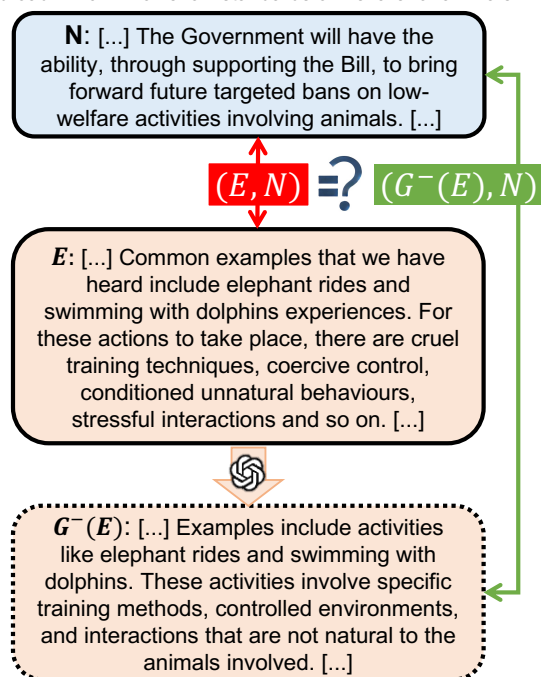 N: [...] The Government will have the
ability, through supporting the Bill, to bring
forward future targeted bans on low-
welfare activities involving animals. [...]
(E, N) =? (G⁻(E), N)
E: [...] Common examples that we have
heard include elephant rides and
swimming with dolphins experiences. For
these actions to take place, there are cruel
training techniques, coercive control,
conditioned unnatural behaviours,
stressful interactions and so on. [...]
G⁻(E): [...] Examples include activities
like elephant rides and swimming with
dolphins. These activities involve specific
training methods, controlled environments,
and interactions that are not natural to the
animals involved. [...]